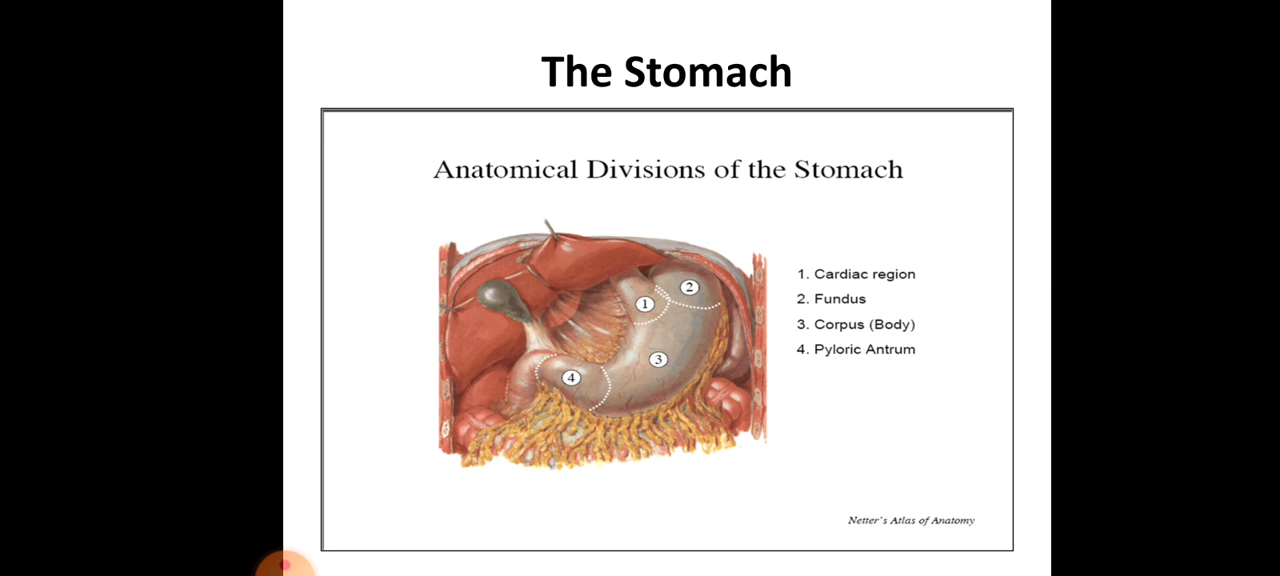 The Stomach
Anatomical Divisions of the Stomach
1. Cardiac region
2. Fundus
3. Corpus (Body)
4. Pyloric Antrum
2
1
3
4
Netter's Atlas of Anatomy